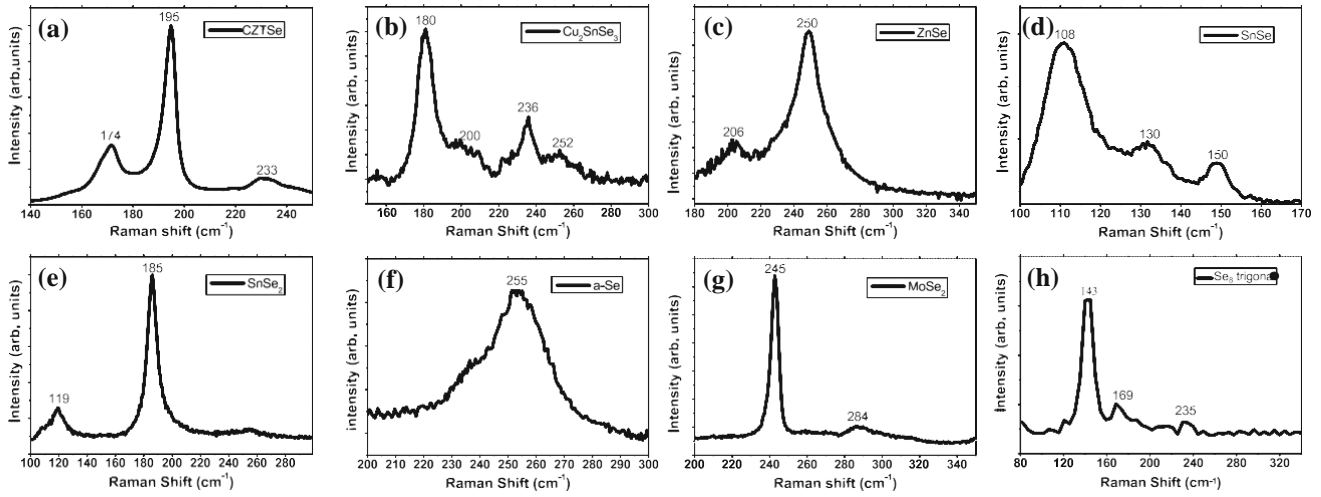 (a)
195
CZTSe
174
233
Intensity (arb,units)
140 160 180 200 220 240
Raman Shift (cm⁻¹)
(b)
180
Cu₂SnSe₃
200
236
252
Intensity (arb, units)
160 180 200 220 240 260 280 300
Raman Shift (cm⁻¹)
(c)
250
ZnSe
206
Intensity (arb, units)
180 200 220 240 260 280 300 320 340
Raman Shift (cm⁻¹)
(d)
108
SnSe
130
150
Intensity (arb, units)
100 110 120 130 140 150 160 170
Raman Shift (cm⁻¹)
(e)
185
SnSe₂
119
Intensity (arb, units)
100 120 140 160 180 200 220 240 260 280
Raman Shift (cm⁻¹)
(f)
255
a-Se
intensity (arb, units)
200 210 220 230 240 250 260 270 280 290 300
Raman Shift (cm⁻¹)
(g)
245
MoSe₂
284
Intensity (arb, units)
200 220 240 260 280 300 320 340
Raman Shift (cm⁻¹)
(h)
Se₈ trigona
143
169
235
Intensity (arb, units)
80 120 160 200 240 280 320
Raman Shift (cm⁻¹)